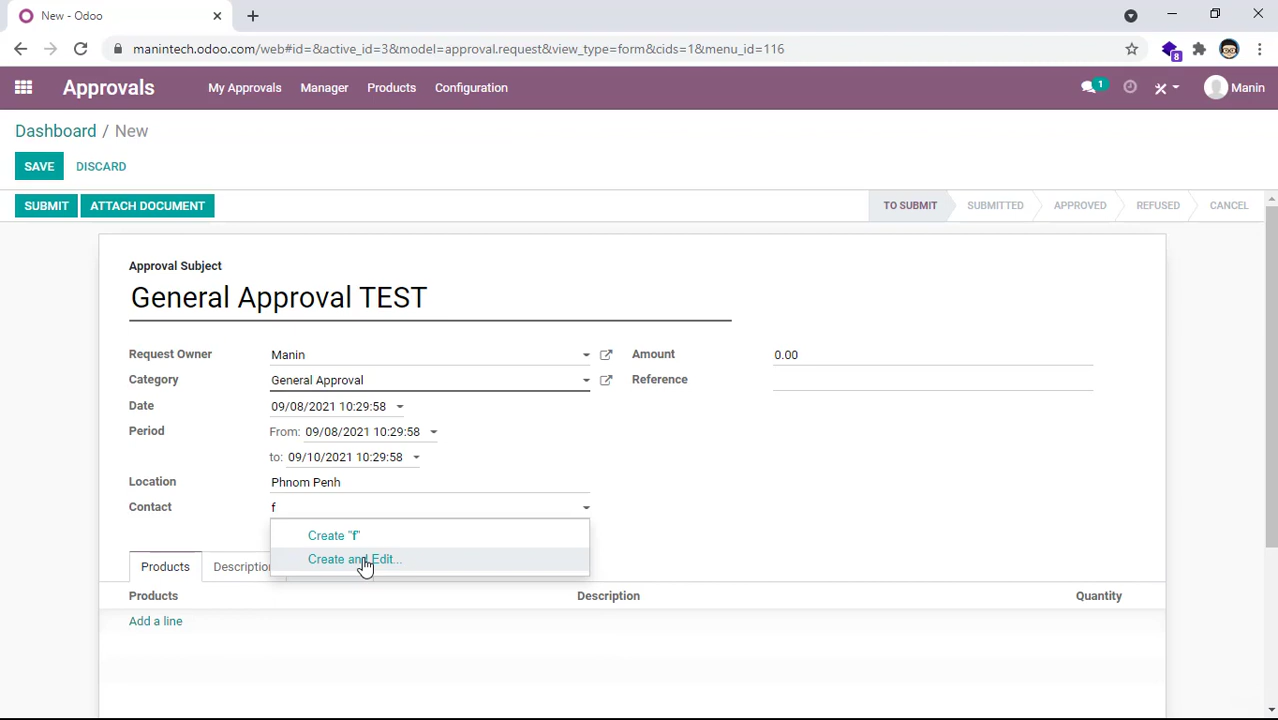 New - Odoo
manintech.odoo.com/web#id=&active_id=3&model=approval.request&view_type=form&cids=1&menu_id=116
8
Approvals My Approvals Manager Products Configuration 1 Manin
Dashboard / New
SAVE DISCARD
SUBMIT ATTACH DOCUMENT TO SUBMIT SUBMITTED APPROVED REFUSED CANCEL
Approval Subject
General Approval TEST
Request Owner Manin Amount 0.00
Category General Approval Reference
Date 09/08/2021 10:29:58
Period From: 09/08/2021 10:29:58
to: 09/10/2021 10:29:58
Location Phnom Penh
Contact f
Create "f"
Create and Edit...
Products Description
Products Description Quantity
Add a line